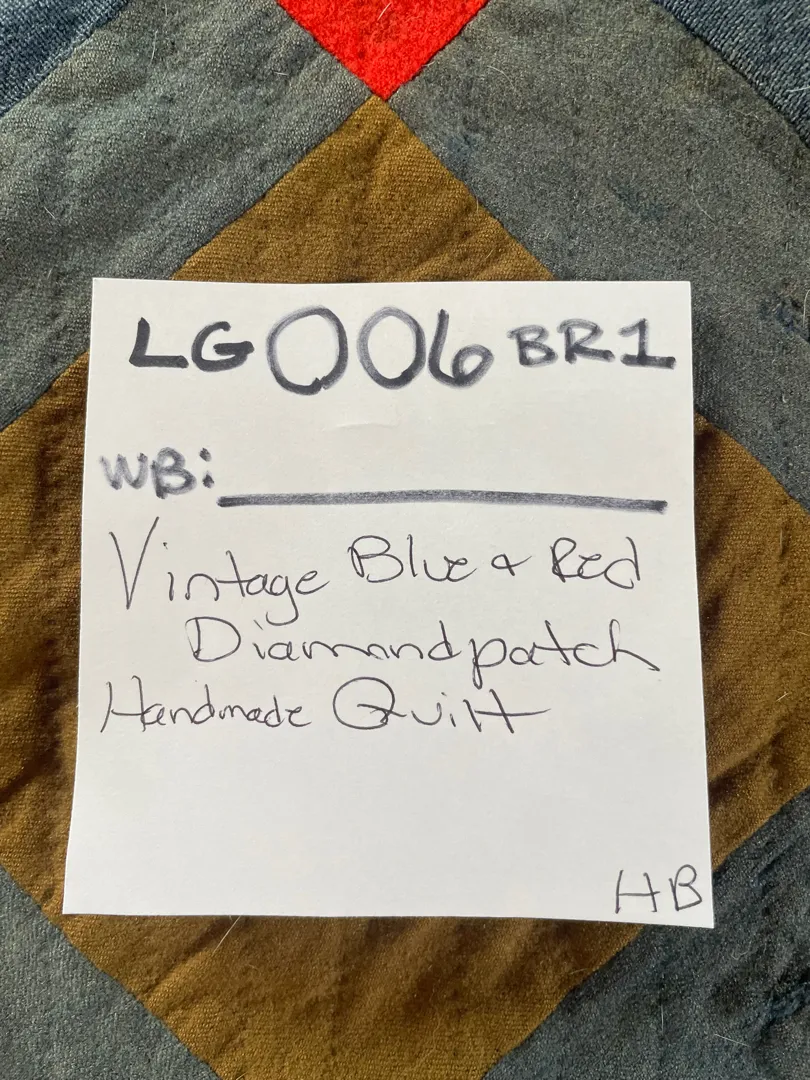 LG006BR1
WB:
Vintage Blue & Red
Diamondpatch
Handmade Quilt
HB